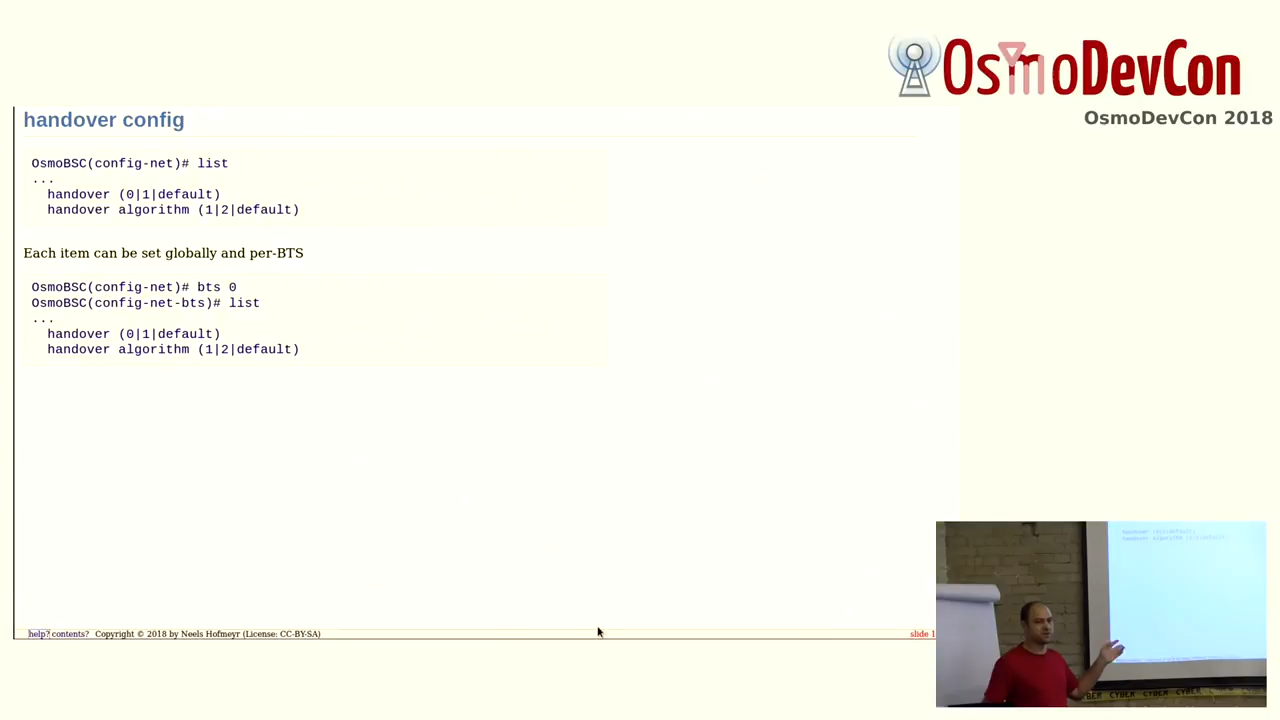 OsmoDevCon
OsmoDevCon 2018
handover config
OsmoBSC(config-net)# list
...
handover (0|1|default)
handover algorithm (1|2|default)
Each item can be set globally and per-BTS
OsmoBSC(config-net)# bts 0
OsmoBSC(config-net-bts)# list
...
handover (0|1|default)
handover algorithm (1|2|default)
help? contents? Copyright © 2018 by Neels Hofmeyr (License: CC-BY-SA)
slide 1
CYBER CYBER CYBER